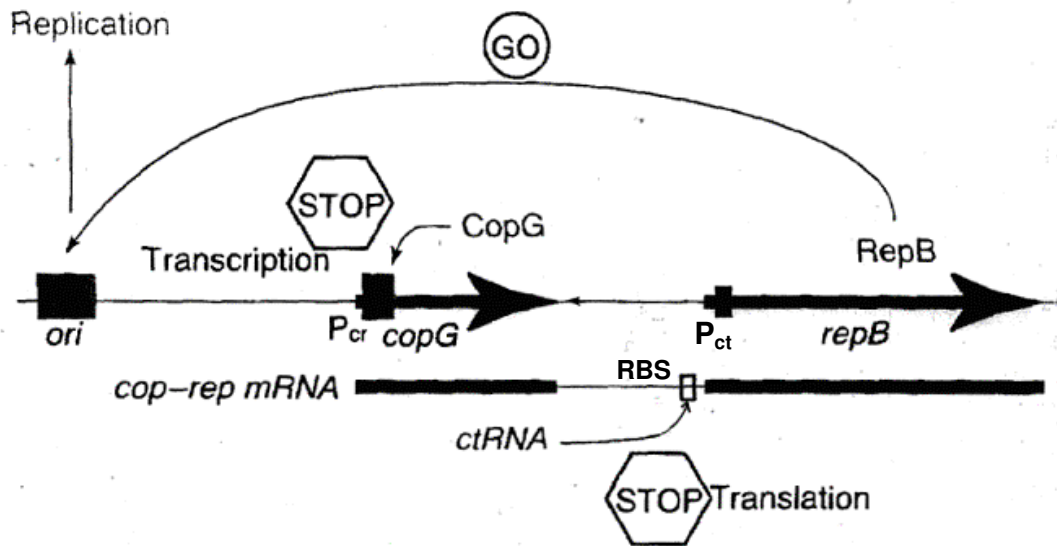 Replication
GO
STOP
CopG
Transcription
RepB
ori
Pcr copG
Pct
repB
RBS
cop-rep mRNA
ctRNA
STOP Translation